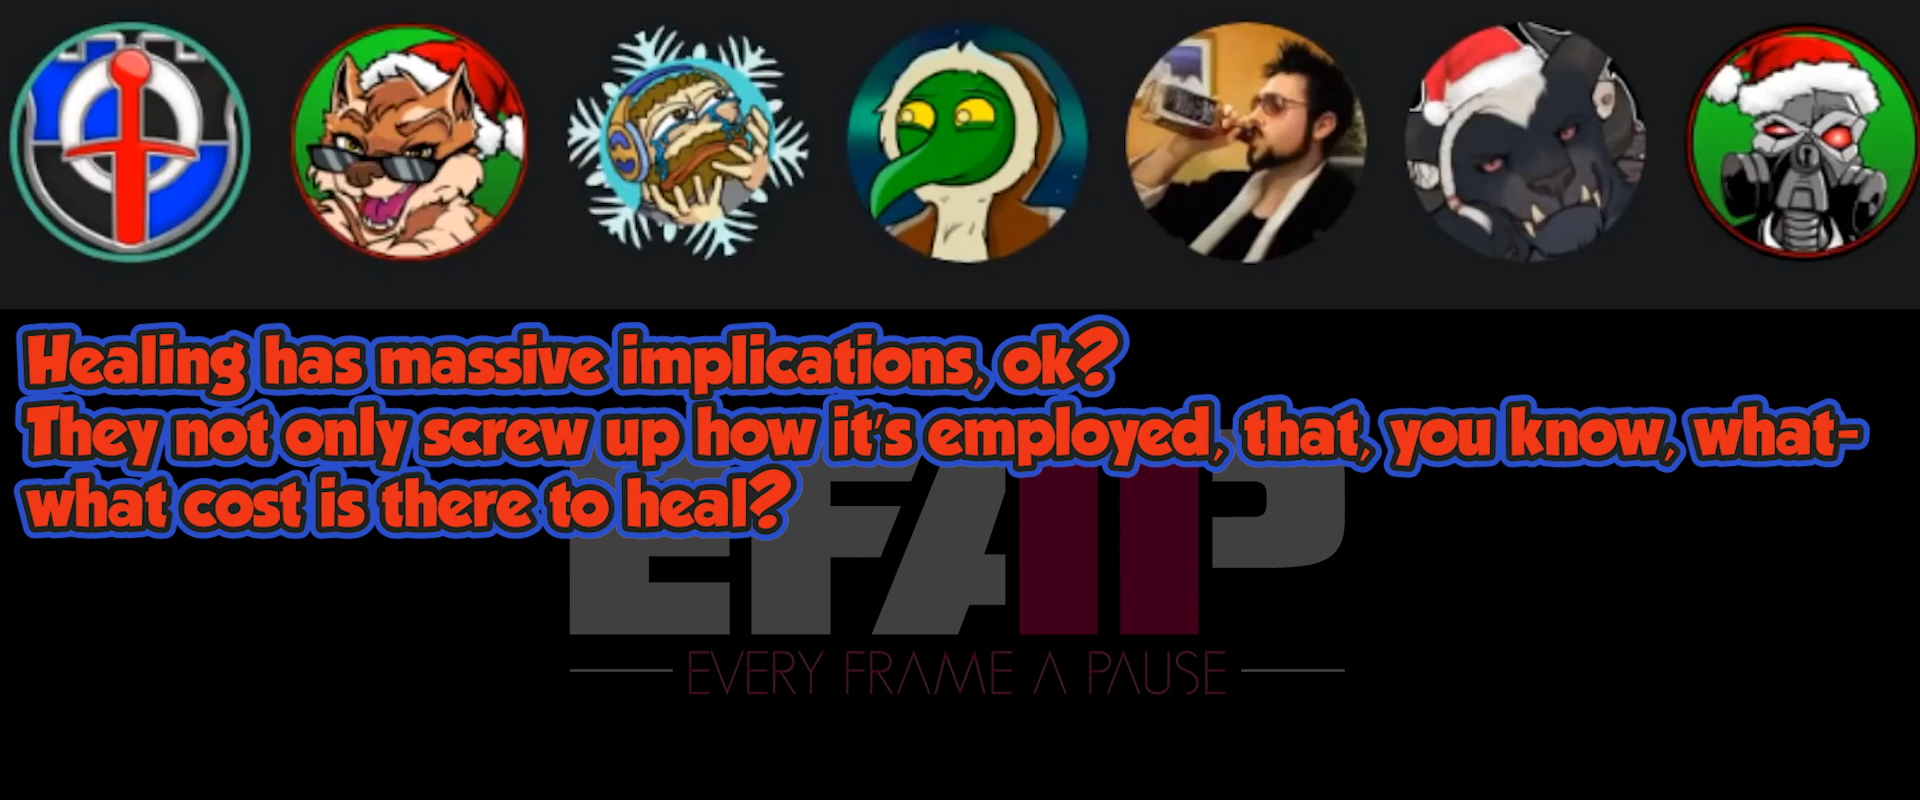 Healing has massive implications, ok?
They not only screw up how it's employed, that, you know, what-
what cost is there to heal?
EFAP
EVERY FRAME A PAUSE